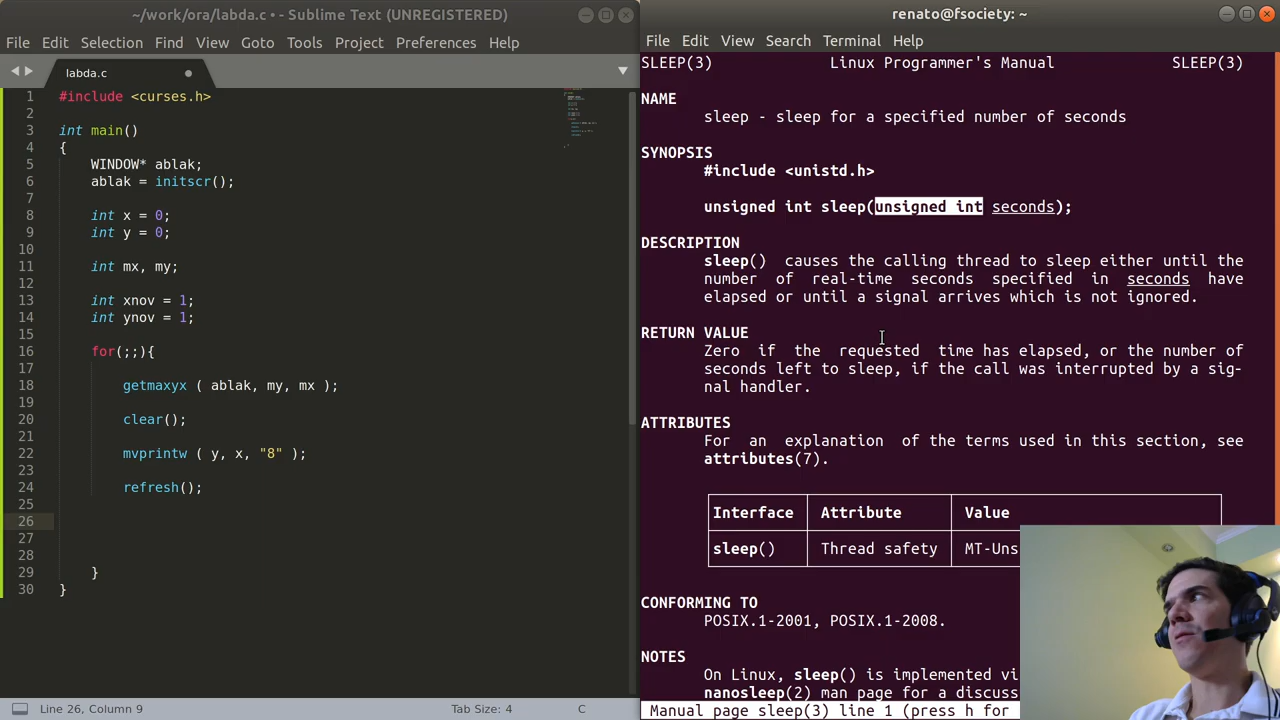 ~/work/ora/labda.c • - Sublime Text (UNREGISTERED)
File Edit Selection Find View Goto Tools Project Preferences Help
labda.c
1 #include <curses.h>
2
3 int main()
4 {
5 WINDOW* ablak;
6 ablak = initscr();
7
8 int x = 0;
9 int y = 0;
10
11 int mx, my;
12
13 int xnov = 1;
14 int ynov = 1;
15
16 for(;;){
17
18 getmaxyx ( ablak, my, mx );
19
20 clear();
21
22 mvprintw ( y, x, "8" );
23
24 refresh();
25
26
27
28
29 }
30 }
Line 26, Column 9 Tab Size: 4 C
renato@fsociety: ~
File Edit View Search Terminal Help
SLEEP(3) Linux Programmer's Manual SLEEP(3)
NAME
sleep - sleep for a specified number of seconds
SYNOPSIS
#include <unistd.h>
unsigned int sleep(unsigned int seconds);
DESCRIPTION
sleep() causes the calling thread to sleep either until the
number of real-time seconds specified in seconds have
elapsed or until a signal arrives which is not ignored.
RETURN VALUE
Zero if the requested time has elapsed, or the number of
seconds left to sleep, if the call was interrupted by a sig-
nal handler.
ATTRIBUTES
For an explanation of the terms used in this section, see
attributes(7).
Interface Attribute Value
sleep() Thread safety MT-Uns
CONFORMING TO
POSIX.1-2001, POSIX.1-2008.
NOTES
On Linux, sleep() is implemented vi
nanosleep(2) man page for a discuss
Manual page sleep(3) line 1 (press h for